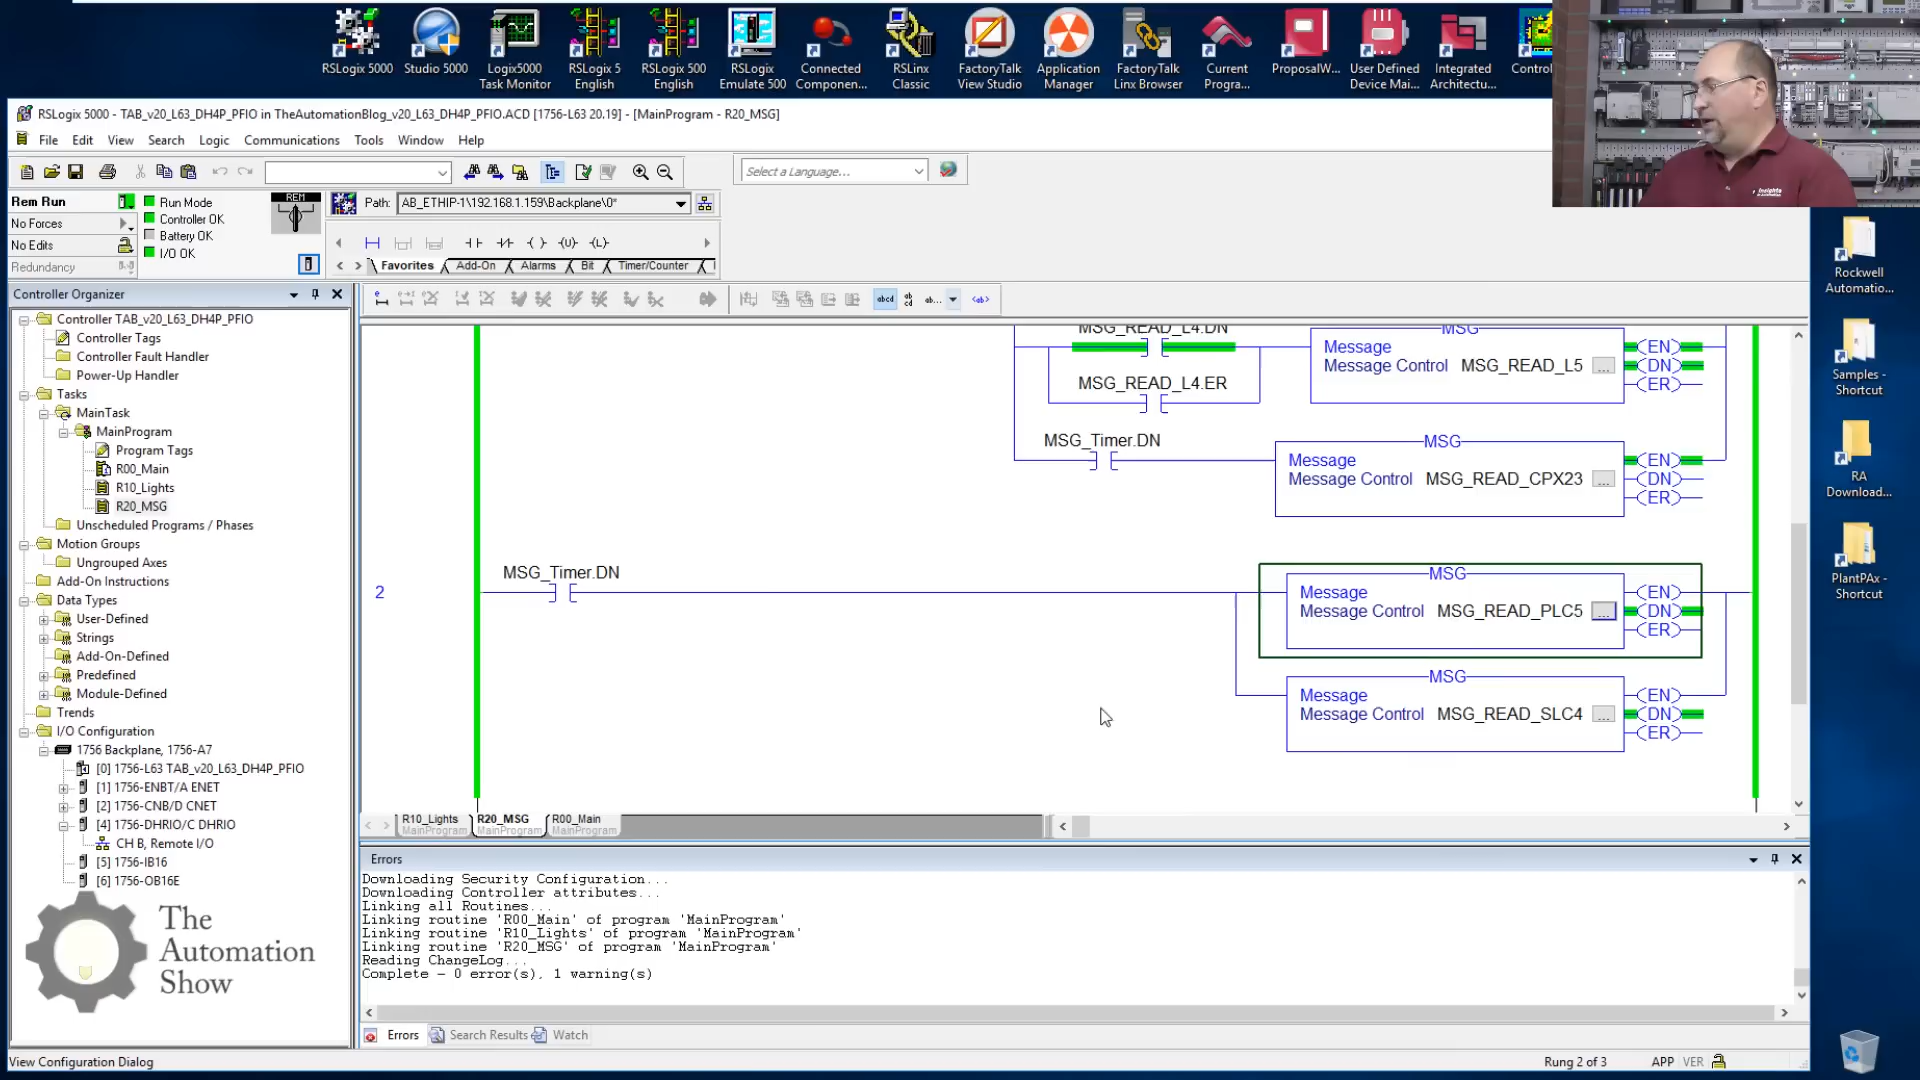 RSLogix 5000
Studio 5000
Logix5000
Task Monitor
RSLogix 5
English
RSLogix 500
English
RSLogix
Emulate 500
Connected
Componen...
RSLinx
Classic
FactoryTalk
View Studio
Application
Manager
FactoryTalk
Linx Browser
Current
Progra...
ProposalW...
User Defined
Device Mai...
Integrated
Architectu...
Control
RSLogix 5000 - TAB_v20_L63_DH4P_PFIO in TheAutomationBlog_v20_L63_DH4P_PFIO.ACD [1756-L63 20.19] - [MainProgram - R20_MSG]
File Edit View Search Logic Communications Tools Window Help
Select a Language...
Rem Run
No Forces
No Edits
Redundancy
Run Mode
Controller OK
Battery OK
I/O OK
REM
Path: AB_ETHIP-1\192.168.1.159\Backplane\0*
Favorites Add-On Alarms Bit Timer/Counter
Controller Organizer
Controller TAB_v20_L63_DH4P_PFIO
Controller Tags
Controller Fault Handler
Power-Up Handler
Tasks
MainTask
MainProgram
Program Tags
R00_Main
R10_Lights
R20_MSG
Unscheduled Programs / Phases
Motion Groups
Ungrouped Axes
Add-On Instructions
Data Types
User-Defined
Strings
Add-On-Defined
Predefined
Module-Defined
Trends
I/O Configuration
1756 Backplane, 1756-A7
[0] 1756-L63 TAB_v20_L63_DH4P_PFIO
[1] 1756-ENBT/A ENET
[2] 1756-CNB/D CNET
[4] 1756-DHRIO/C DHRIO
CH B, Remote I/O
[5] 1756-IB16
[6] 1756-OB16E
The
Automation
Show
MSG_READ_L4.DN
MSG_READ_L4.ER
MSG
Message
Message Control MSG_READ_L5 ...
EN
DN
ER
MSG_Timer.DN
MSG
Message
Message Control MSG_READ_CPX23 ...
EN
DN
ER
2
MSG_Timer.DN
MSG
Message
Message Control MSG_READ_PLC5 ...
EN
DN
ER
MSG
Message
Message Control MSG_READ_SLC4 ...
EN
DN
ER
R10_Lights
MainProgram
R20_MSG
MainProgram
R00_Main
MainProgram
Errors
Downloading Security Configuration...
Downloading Controller attributes...
Linking all Routines...
Linking routine 'R00_Main' of program 'MainProgram'
Linking routine 'R10_Lights' of program 'MainProgram'
Linking routine 'R20_MSG' of program 'MainProgram'
Reading ChangeLog...
Complete - 0 error(s), 1 warning(s)
Errors Search Results Watch
View Configuration Dialog
Rung 2 of 3 APP VER
Rockwell
Automatio...
Samples -
Shortcut
RA
Download...
PlantPAx -
Shortcut